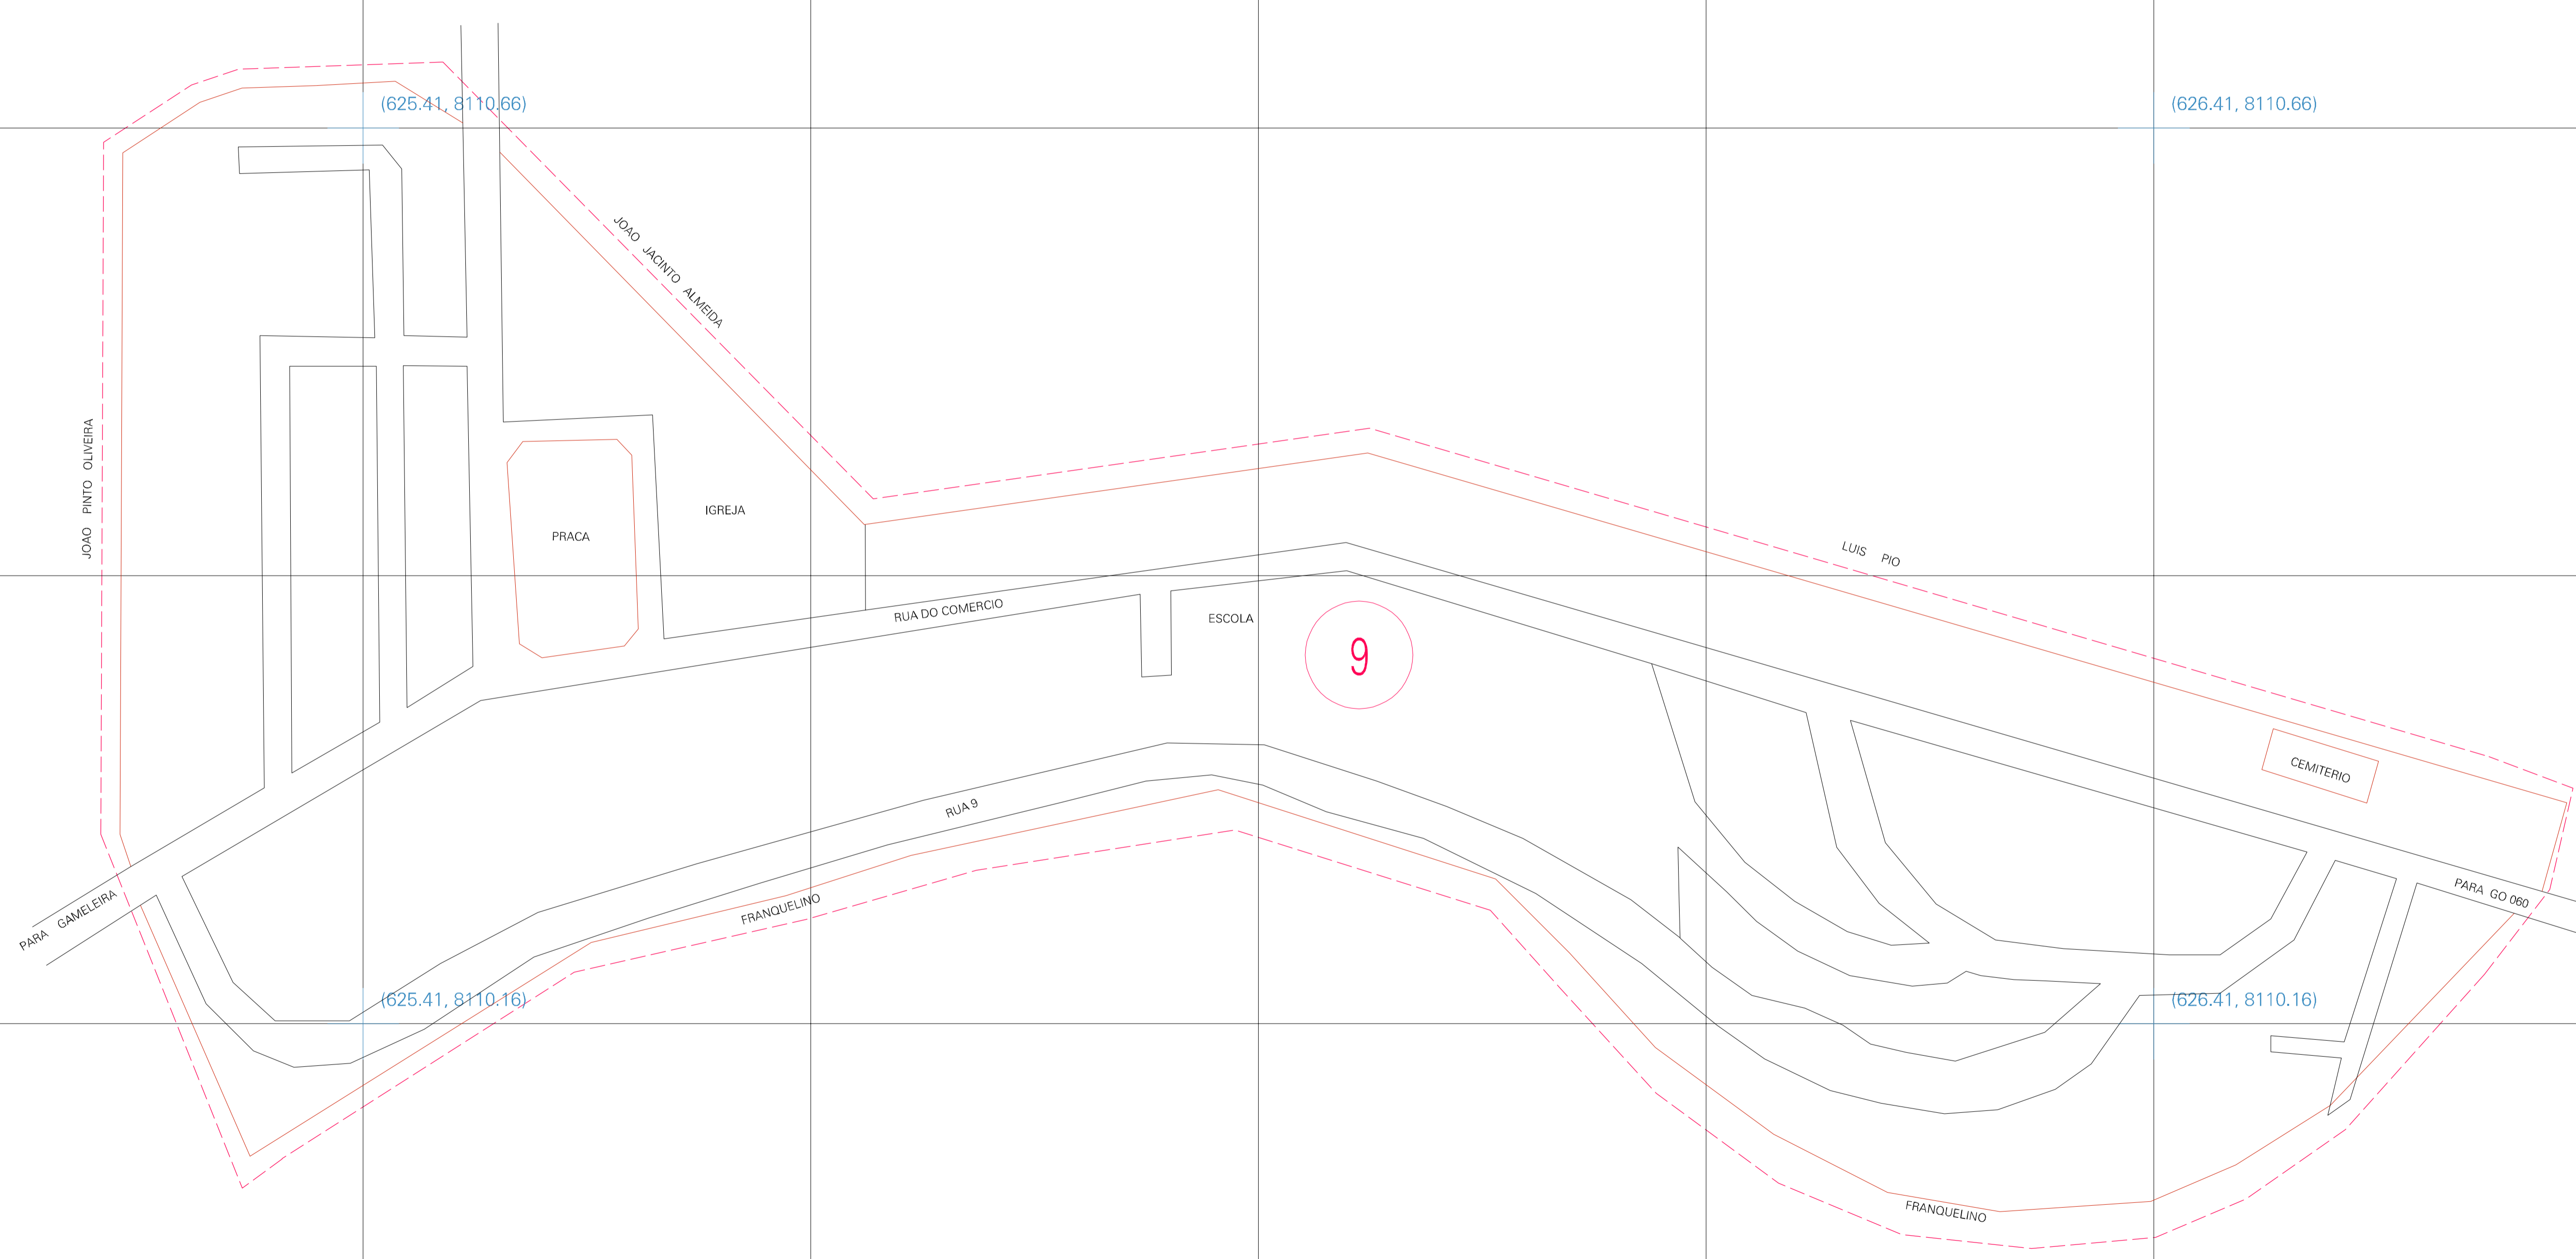 (625.41, 8110.66)
(626.41, 8110.66)
JOAO JACINTO ALMEIDA
JOAO PINTO OLIVEIRA
IGREJA
PRACA
LUIS PIO
RUA DO COMERCIO
ESCOLA
9
CEMITERIO
RUA 9
PARA GAMELEIRA
FRANQUELINO
PARA GO 060
(625.41, 8110.16)
(626.41, 8110.16)
FRANQUELINO